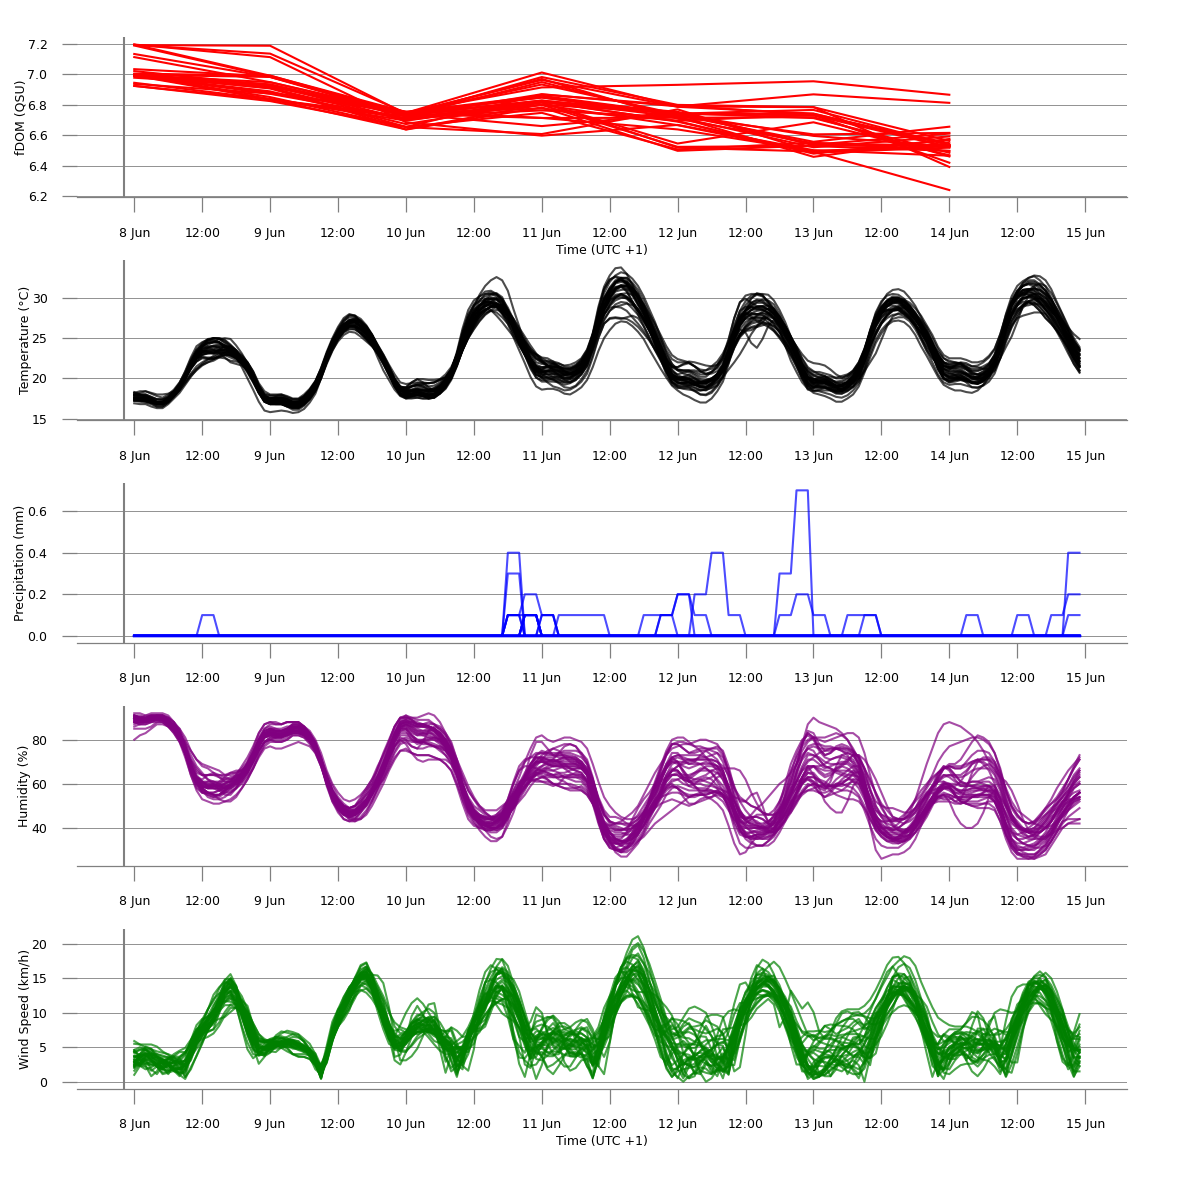 fDOM (QSU)
7.2
7.0
6.8
6.6
6.4
6.2
8 Jun 12:00 9 Jun 12:00 10 Jun 12:00 11 Jun 12:00 12 Jun 12:00 13 Jun 12:00 14 Jun 12:00 15 Jun
Time (UTC +1)
Temperature (°C)
30
25
20
15
8 Jun 12:00 9 Jun 12:00 10 Jun 12:00 11 Jun 12:00 12 Jun 12:00 13 Jun 12:00 14 Jun 12:00 15 Jun
Precipitation (mm)
0.6
0.4
0.2
0.0
8 Jun 12:00 9 Jun 12:00 10 Jun 12:00 11 Jun 12:00 12 Jun 12:00 13 Jun 12:00 14 Jun 12:00 15 Jun
Humidity (%)
80
60
40
8 Jun 12:00 9 Jun 12:00 10 Jun 12:00 11 Jun 12:00 12 Jun 12:00 13 Jun 12:00 14 Jun 12:00 15 Jun
Wind Speed (km/h)
20
15
10
5
0
8 Jun 12:00 9 Jun 12:00 10 Jun 12:00 11 Jun 12:00 12 Jun 12:00 13 Jun 12:00 14 Jun 12:00 15 Jun
Time (UTC +1)